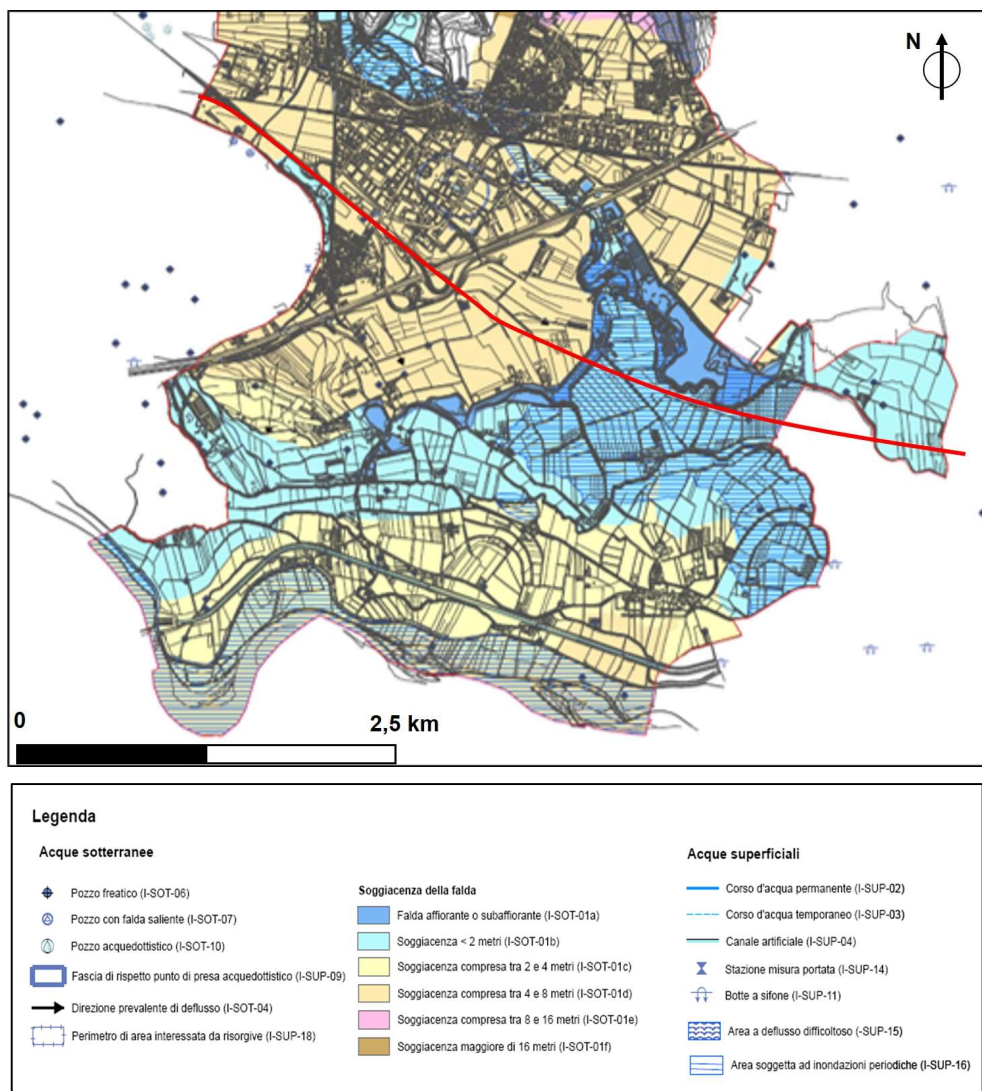 N
0
2,5 km
Legenda
Acque sotterranee
Pozzo freatico (I-SOT-06)
Pozzo con falda saliente (I-SOT-07)
Pozzo acquedottistico (I-SOT-10)
Fascia di rispetto punto di presa acquedottistico (I-SUP-09)
Direzione prevalente di deflusso (I-SOT-04)
Perimetro di area interessata da risorgive (I-SUP-18)
Soggiacenza della falda
Falda affiorante o subaffiorante (I-SOT-01a)
Soggiacenza < 2 metri (I-SOT-01b)
Soggiacenza compresa tra 2 e 4 metri (I-SOT-01c)
Soggiacenza compresa tra 4 e 8 metri (I-SOT-01d)
Soggiacenza compresa tra 8 e 16 metri (I-SOT-01e)
Soggiacenza maggiore di 16 metri (I-SOT-01f)
Acque superficiali
Corso d'acqua permanente (I-SUP-02)
Corso d'acqua temporaneo (I-SUP-03)
Canale artificiale (I-SUP-04)
Stazione misura portata (I-SUP-14)
Botte a sifone (I-SUP-11)
Area a deflusso difficoltoso (-SUP-15)
Area soggetta ad inondazioni periodiche (I-SUP-16)